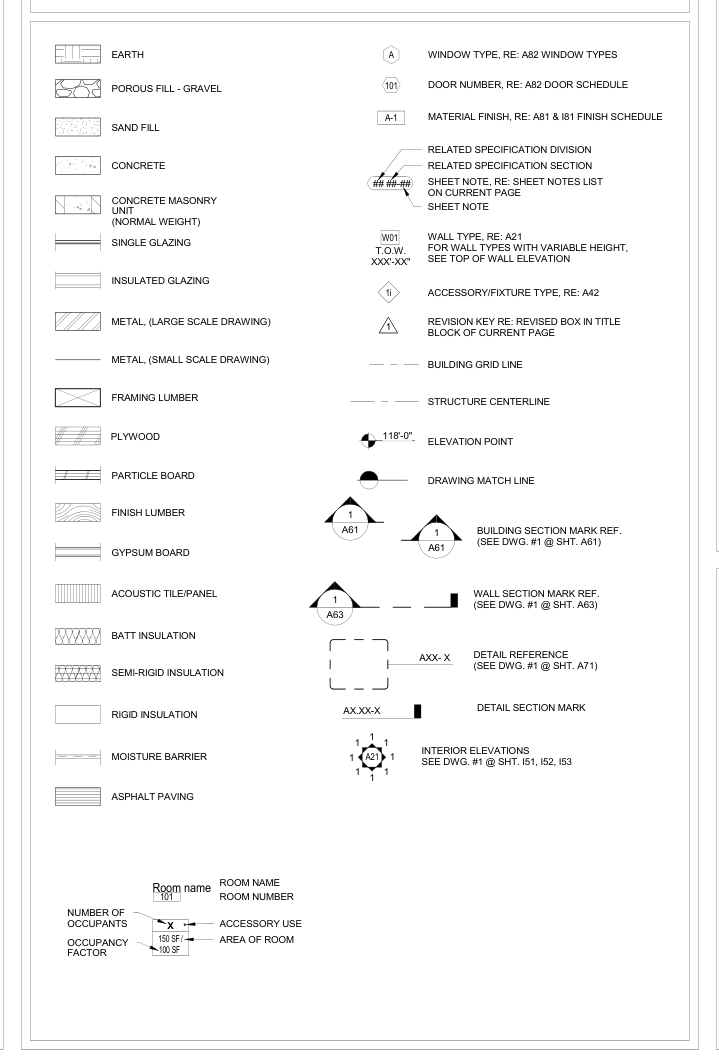 EARTH
POROUS FILL - GRAVEL
SAND FILL
CONCRETE
CONCRETE MASONRY
UNIT
(NORMAL WEIGHT)
SINGLE GLAZING
INSULATED GLAZING
METAL, (LARGE SCALE DRAWING)
METAL, (SMALL SCALE DRAWING)
FRAMING LUMBER
PLYWOOD
PARTICLE BOARD
FINISH LUMBER
GYPSUM BOARD
ACOUSTIC TILE/PANEL
BATT INSULATION
SEMI-RIGID INSULATION
RIGID INSULATION
MOISTURE BARRIER
ASPHALT PAVING
A WINDOW TYPE, RE: A82 WINDOW TYPES
101 DOOR NUMBER, RE: A82 DOOR SCHEDULE
A-1 MATERIAL FINISH, RE: A81 & I81 FINISH SCHEDULE
RELATED SPECIFICATION DIVISION
RELATED SPECIFICATION SECTION
## ##-## SHEET NOTE, RE: SHEET NOTES LIST
ON CURRENT PAGE
SHEET NOTE
W01 WALL TYPE, RE: A21
T.O.W. FOR WALL TYPES WITH VARIABLE HEIGHT,
XXX'-XX" SEE TOP OF WALL ELEVATION
1i ACCESSORY/FIXTURE TYPE, RE: A42
1 REVISION KEY RE: REVISED BOX IN TITLE
BLOCK OF CURRENT PAGE
BUILDING GRID LINE
STRUCTURE CENTERLINE
118'-0" ELEVATION POINT
DRAWING MATCH LINE
1
A61
1
A61
BUILDING SECTION MARK REF.
(SEE DWG. #1 @ SHT. A61)
1
A63
WALL SECTION MARK REF.
(SEE DWG. #1 @ SHT. A63)
AXX- X
DETAIL REFERENCE
(SEE DWG. #1 @ SHT. A71)
AX.XX-X DETAIL SECTION MARK
1
1 1
1 A21 1
1 1
1
INTERIOR ELEVATIONS
SEE DWG. #1 @ SHT. I51, I52, I53
Room name ROOM NAME
101 ROOM NUMBER
NUMBER OF
OCCUPANTS
X ACCESSORY USE
150 SF / AREA OF ROOM
OCCUPANCY
FACTOR
100 SF